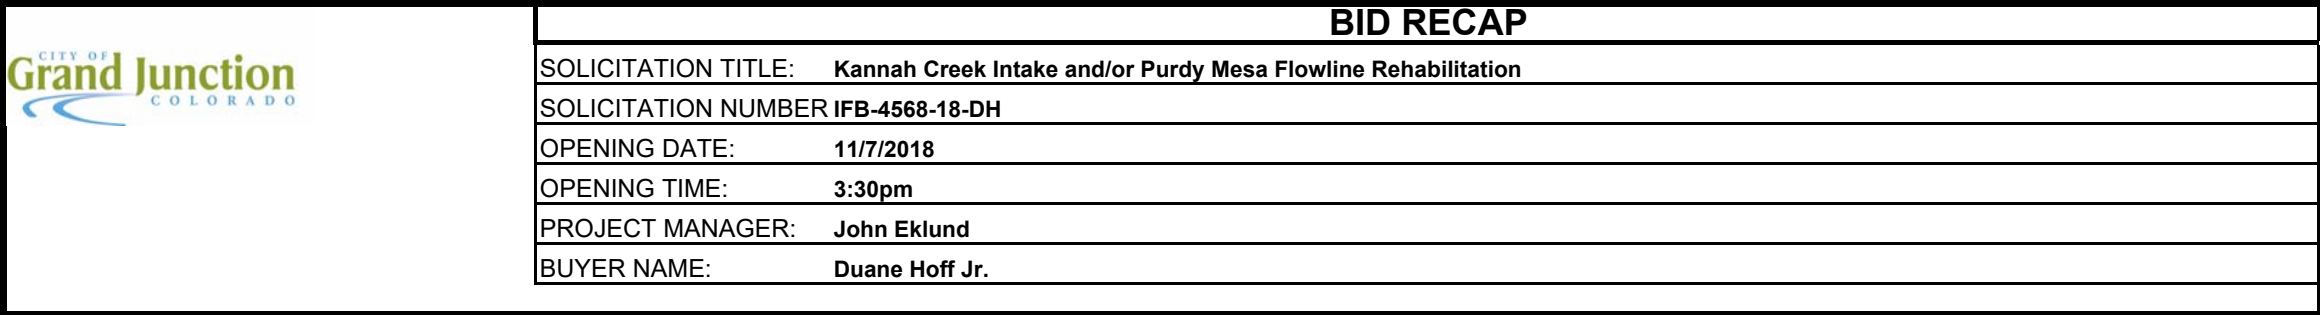 BID RECAP
CITY OF
Grand Junction
COLORADO
SOLICITATION TITLE: Kannah Creek Intake and/or Purdy Mesa Flowline Rehabilitation
SOLICITATION NUMBER IFB-4568-18-DH
OPENING DATE: 11/7/2018
OPENING TIME: 3:30pm
PROJECT MANAGER: John Eklund
BUYER NAME: Duane Hoff Jr.